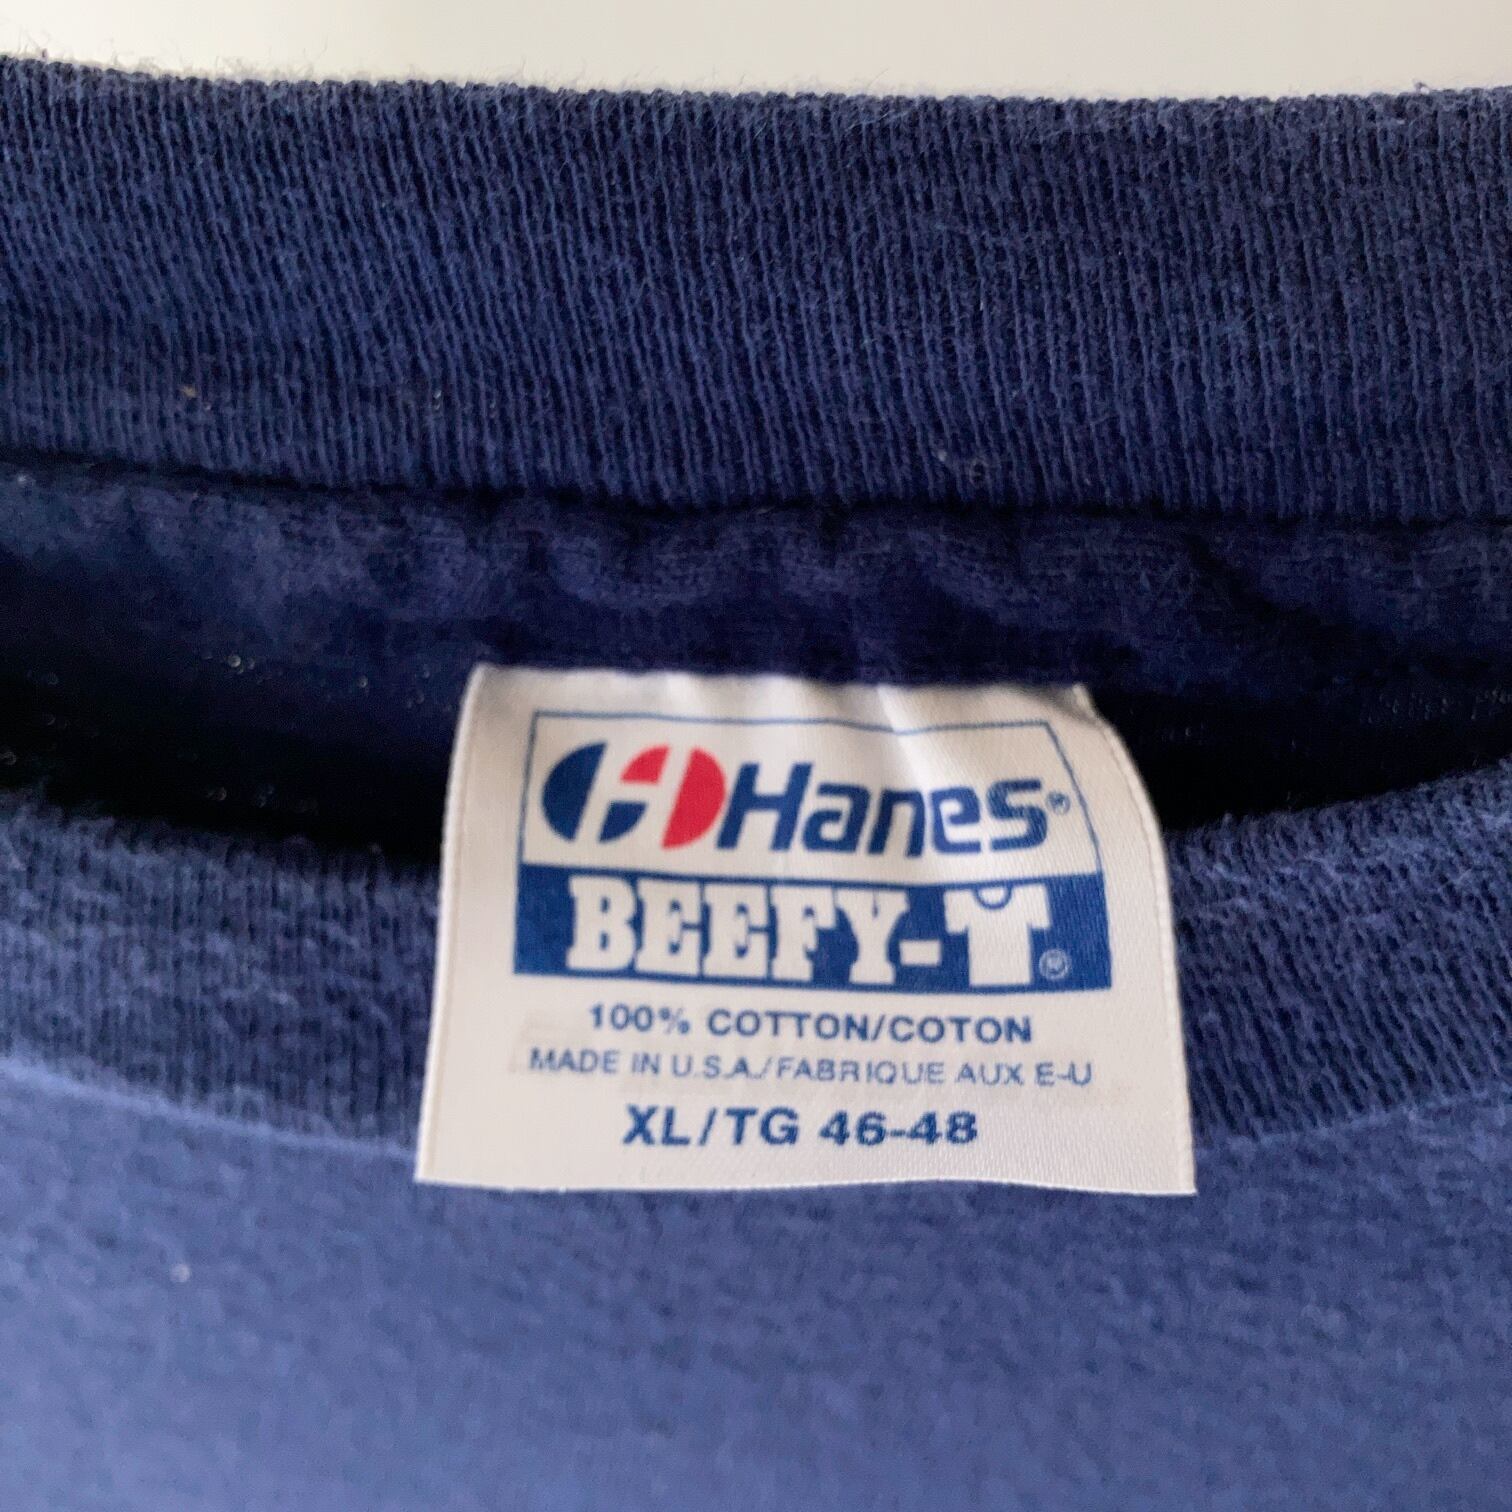 Hanes®
BEEFY-T®
100% COTTON/COTON
MADE IN U.S.A./FABRIQUE AUX E-U
XL/TG 46-48